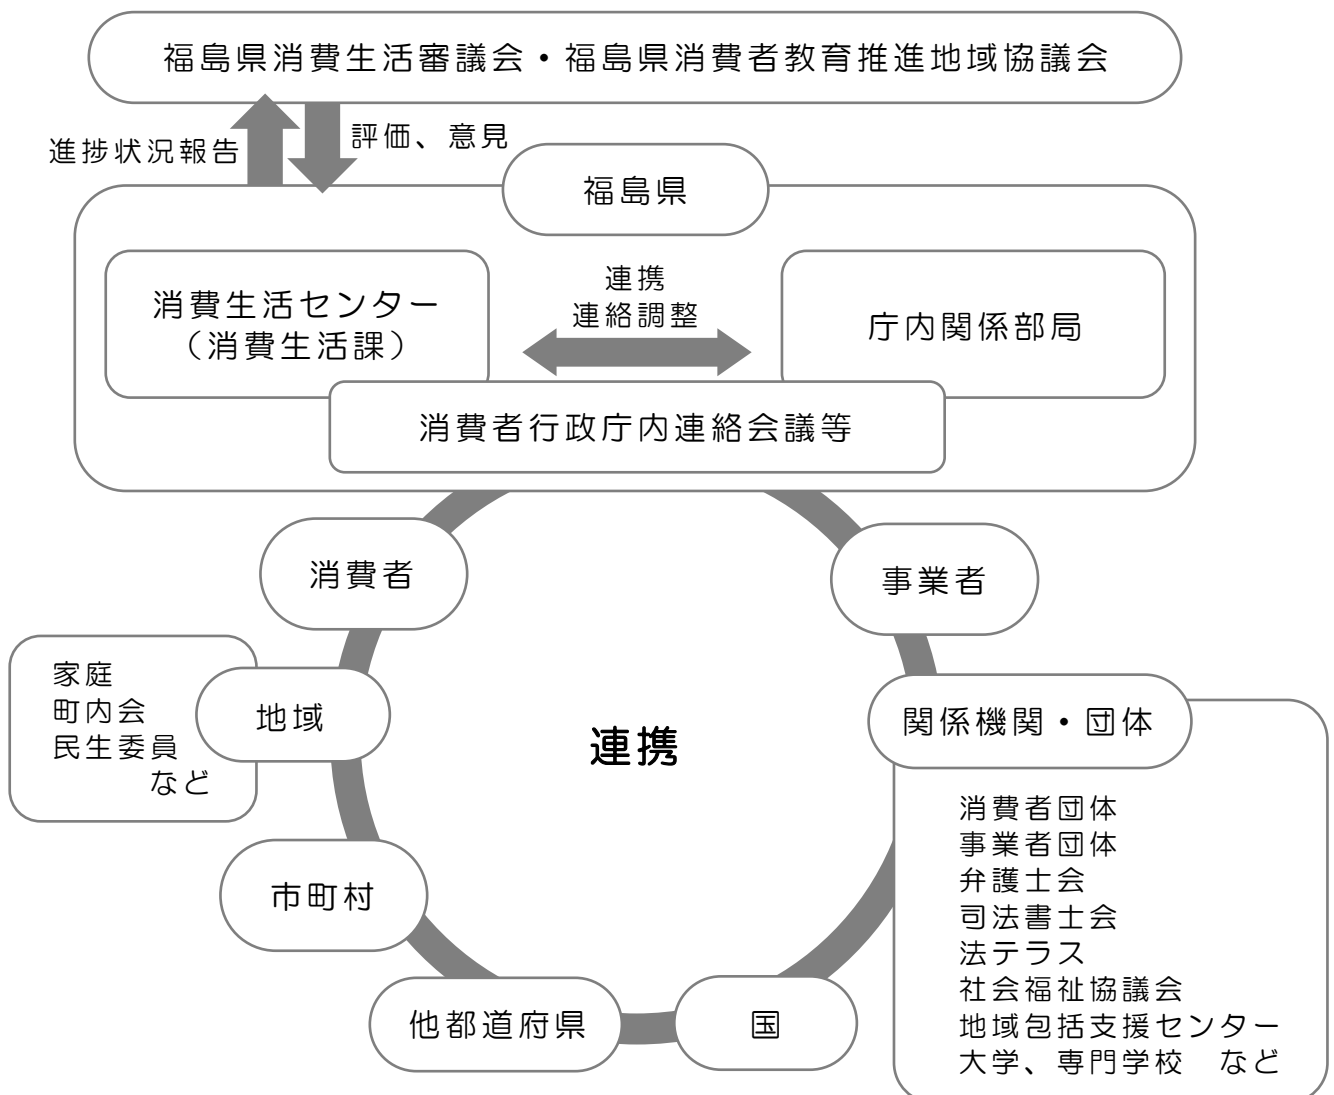 福島県消費生活審議会・福島県消費者教育推進地域協議会
進捗状況報告
評価、意見
福島県
消費生活センター
（消費生活課）
連携
連絡調整
庁内関係部局
消費者行政庁内連絡会議等
消費者
事業者
家庭
町内会
民生委員
など
地域
連携
関係機関・団体
消費者団体
事業者団体
弁護士会
司法書士会
法テラス
社会福祉協議会
地域包括支援センター
大学、専門学校　など
市町村
他都道府県
国